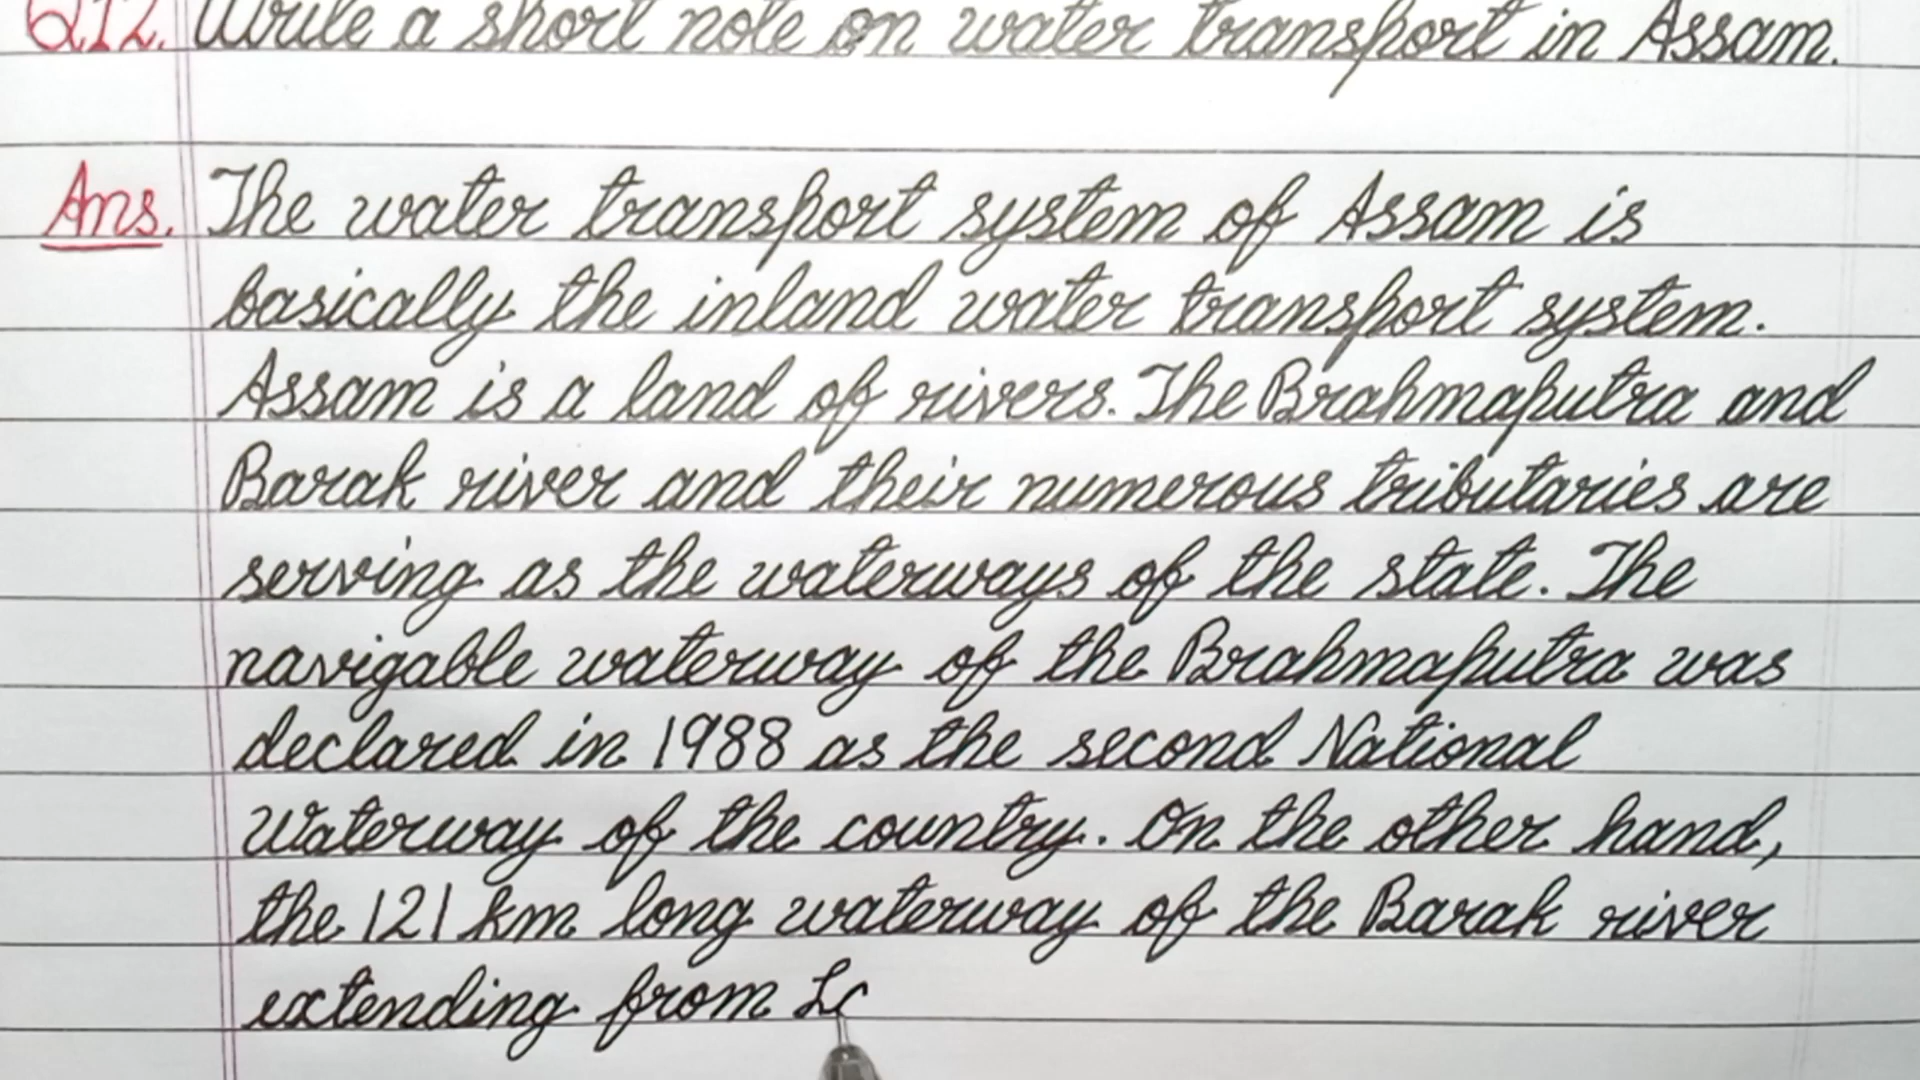 Q.12. Write a short note on water transport in Assam.
Ans. The water transport system of Assam is
basically the inland water transport system.
Assam is a land of rivers. The Brahmaputra and
Barak river and their numerous tributaries are
serving as the waterways of the state. The
navigable waterway of the Brahmaputra was
declared in 1988 as the second National
Waterway of the country. On the other hand,
the 121 km long waterway of the Barak river
extending from